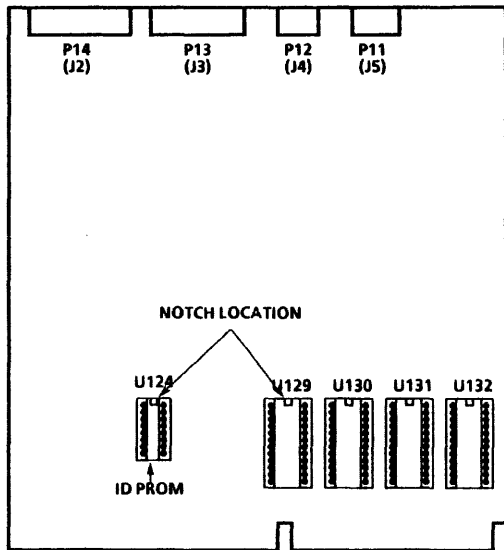 P14 P13 P12 P11
(J2) (J3) (J4) (J5)
NOTCH LOCATION
U124 U129 U130 U131 U132
ID PROM